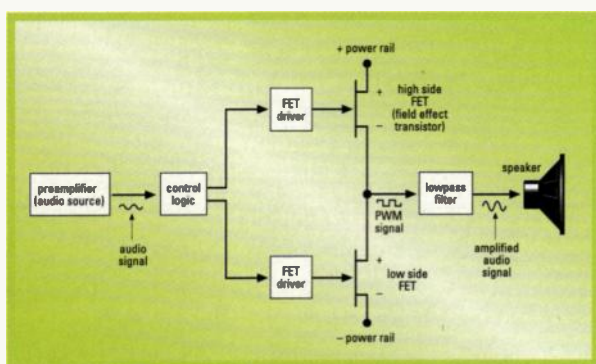 + power rail
FET
driver
high side
FET
(field effect
transistor)
+
–
speaker
preamplifier
(audio source)
control
logic
lowpass
filter
audio
signal
PWM
signal
amplified
audio
signal
FET
driver
+
–
low side
FET
– power rail